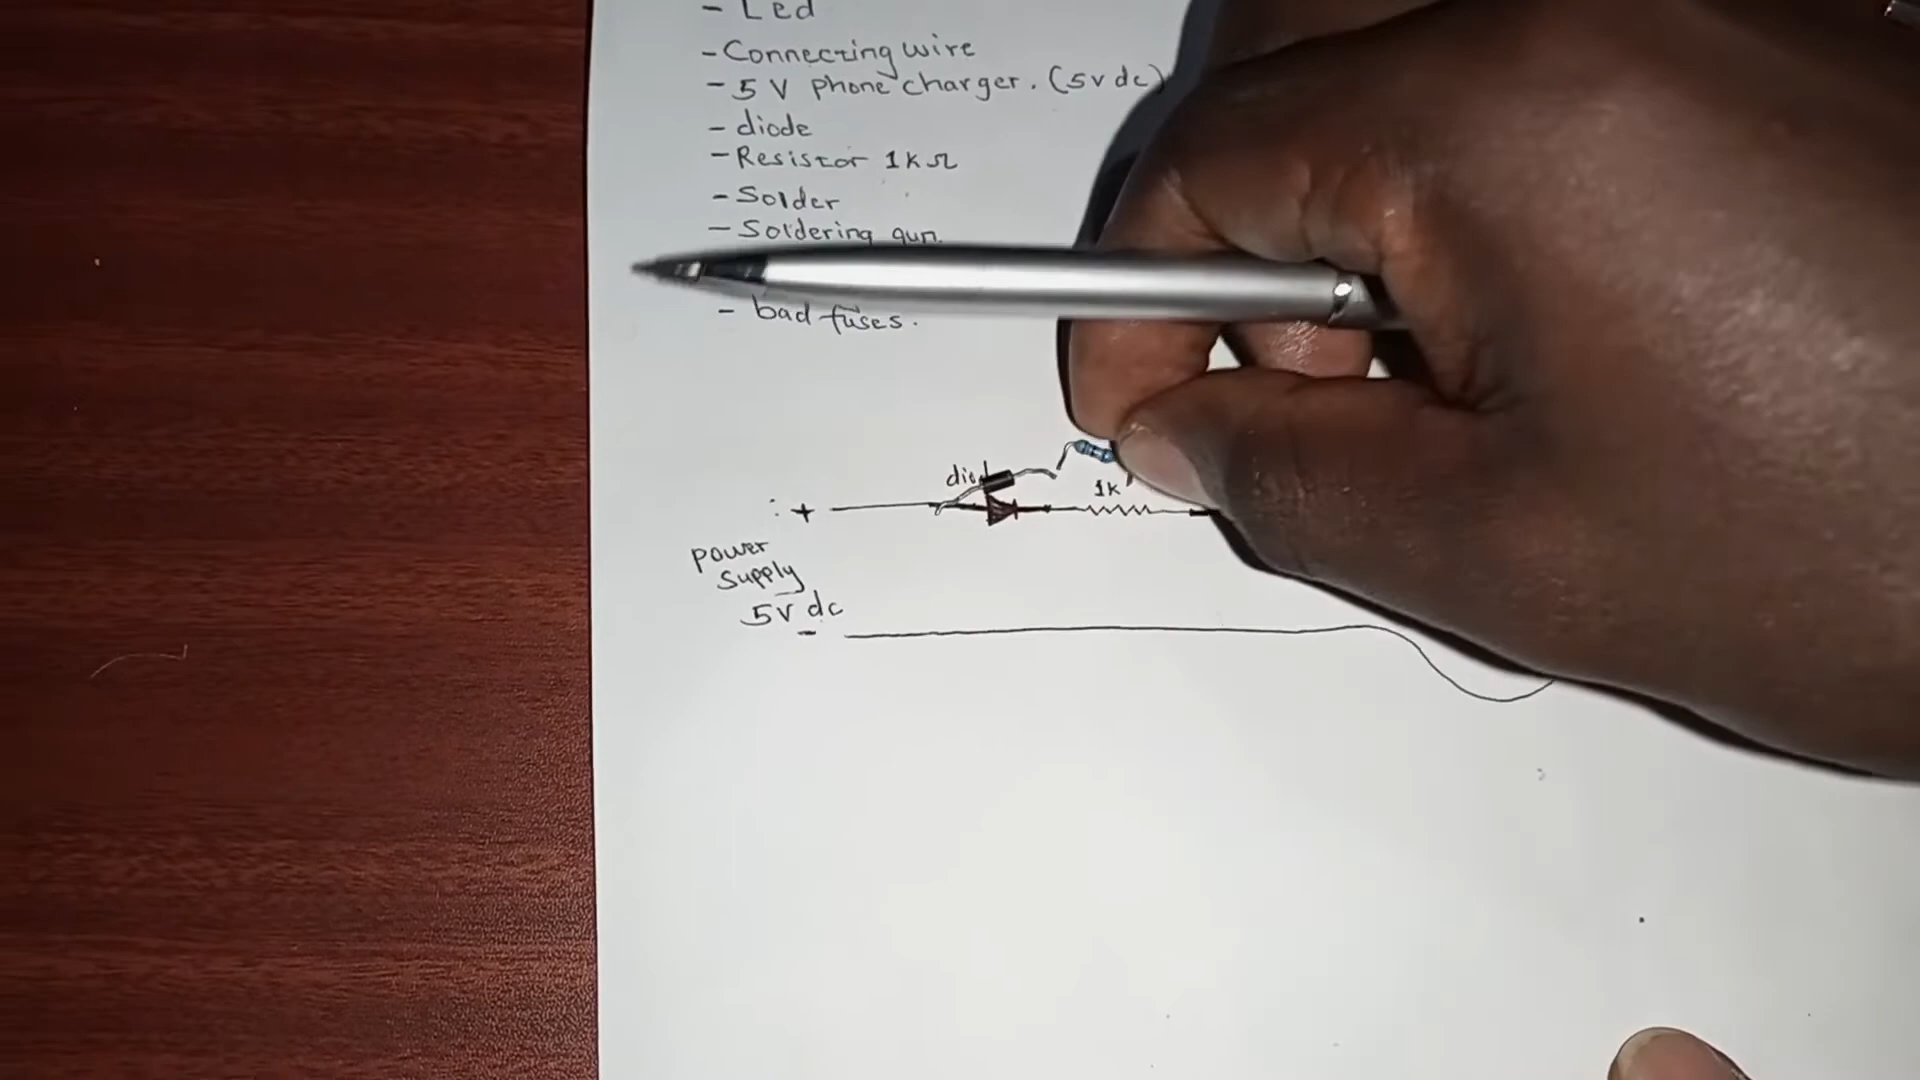 - Led
- Connecting wire
- 5 V phone charger. (5v dc)
- diode
- Resistor 1kΩ
- Solder
- Soldering gun.
- bad fuses.
1k
: +
power
supply
5v dc
-